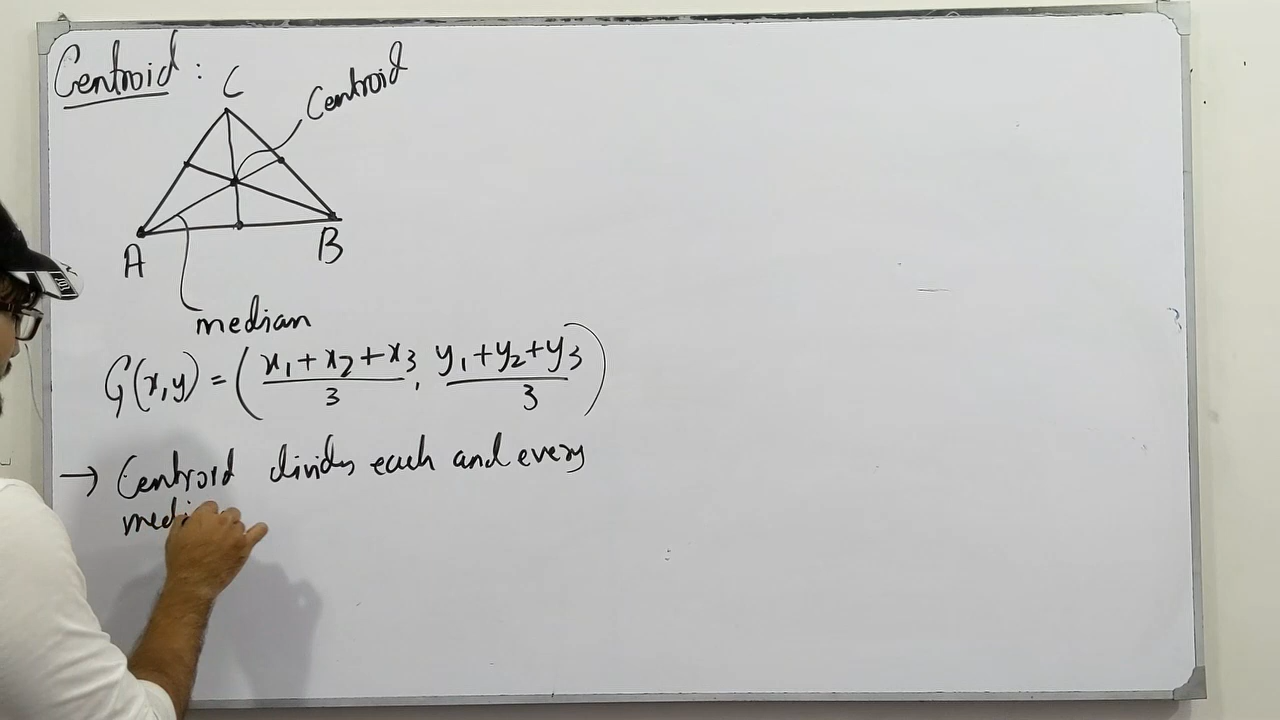 Centroid :
C
Centroid
A
B
median
G(x,y) = ( x₁+x₂+x₃/3 , y₁+y₂+y₃/3 )
→ Centroid divides each and every